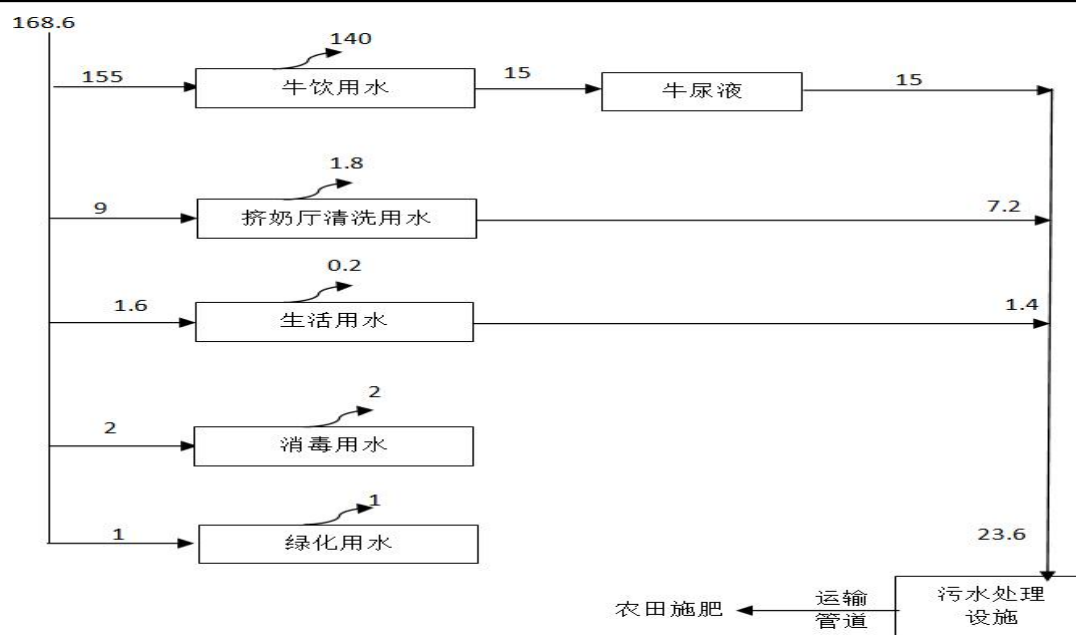 168.6
140
155
牛饮用水
15
牛尿液
15
1.8
9
挤奶厅清洗用水
7.2
0.2
1.6
生活用水
1.4
2
2
消毒用水
1
1
绿化用水
23.6
污水处理
设施
运输
管道
农田施肥